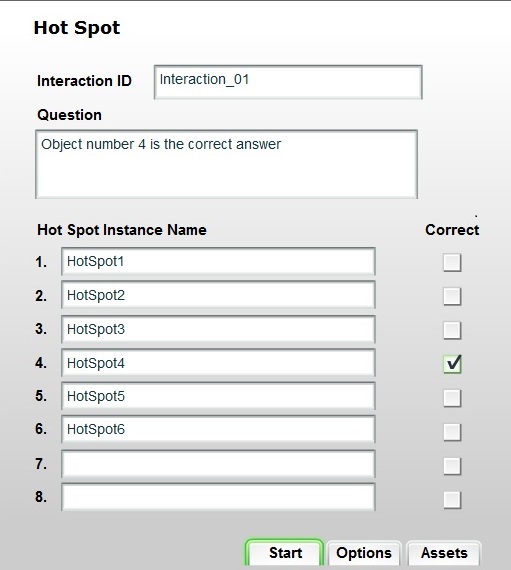 Hot Spot
Interaction ID Interaction_01
Question
Object number 4 is the correct answer
Hot Spot Instance Name Correct
1. HotSpot1
2. HotSpot2
3. HotSpot3
4. HotSpot4
5. HotSpot5
6. HotSpot6
7.
8.
Start Options Assets